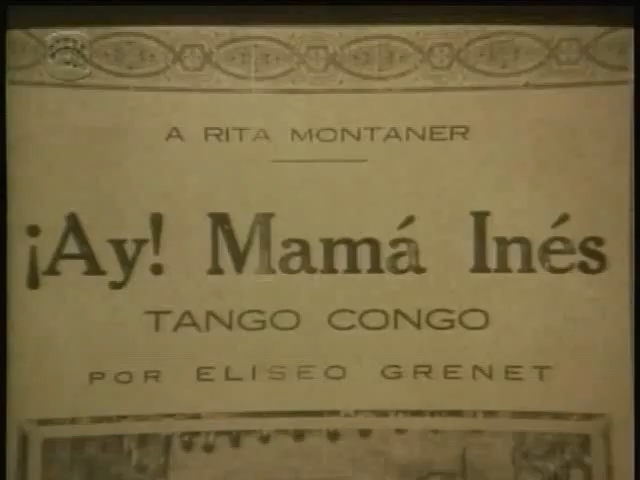 A RITA MONTANER
¡Ay! Mamá Inés
TANGO CONGO
POR ELISEO GRENET